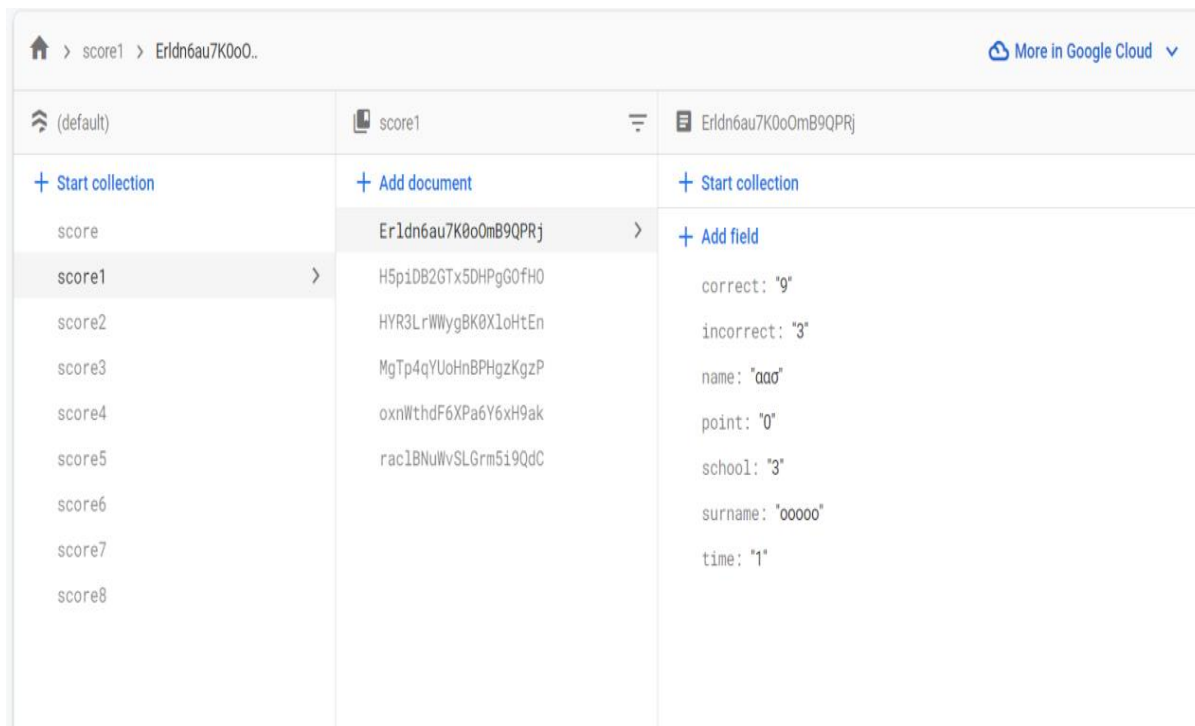 score1 > Erldn6au7K0oO..
More in Google Cloud
(default)
+ Start collection
score
score1
score2
score3
score4
score5
score6
score7
score8
score1
+ Add document
Erldn6au7K0oOmB9QPRj
H5piDB2GTx5DHPgGOfHO
HYR3LrWWygBK0XloHtEn
MgTp4qYUoHnBPHgzKgzP
oxnWthdF6XPa6Y6xH9ak
raclBNuWvSLGrm5i9QdC
Erldn6au7K0oOmB9QPRj
+ Start collection
+ Add field
correct: "9"
incorrect: "3"
name: "αασ"
point: "0"
school: "3"
surname: "οοοοο"
time: "1"